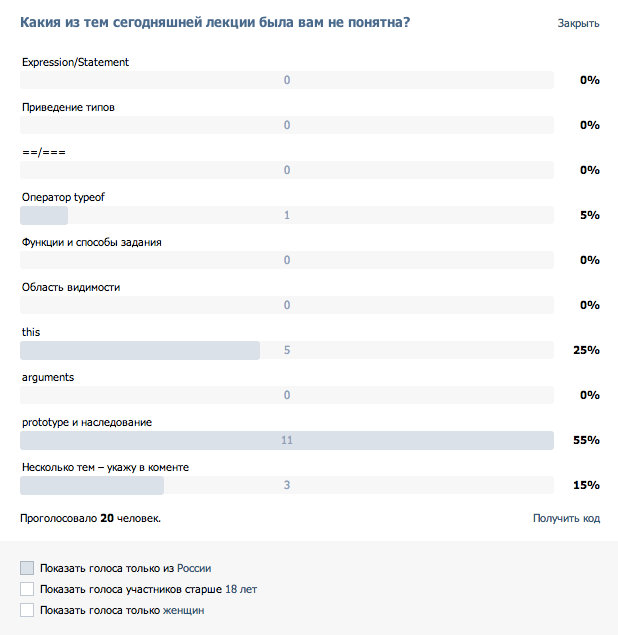 Какия из тем сегодняшней лекции была вам не понятна? Закрыть
Expression/Statement
0 0%
Приведение типов
0 0%
==/===
0 0%
Оператор typeof
1 5%
Функции и способы задания
0 0%
Область видимости
0 0%
this
5 25%
arguments
0 0%
prototype и наследование
11 55%
Несколько тем – укажу в коменте
3 15%
Проголосовало 20 человек. Получить код
Показать голоса только из России
Показать голоса участников старше 18 лет
Показать голоса только женщин